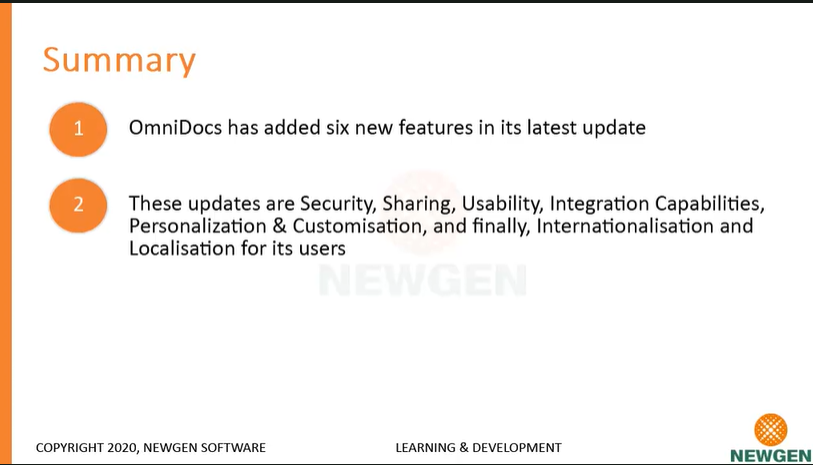 Summary
1
OmniDocs has added six new features in its latest update
2
These updates are Security, Sharing, Usability, Integration Capabilities,
Personalization & Customisation, and finally, Internationalisation and
Localisation for its users
NEWGEN
COPYRIGHT 2020, NEWGEN SOFTWARE
LEARNING & DEVELOPMENT
NEWGEN